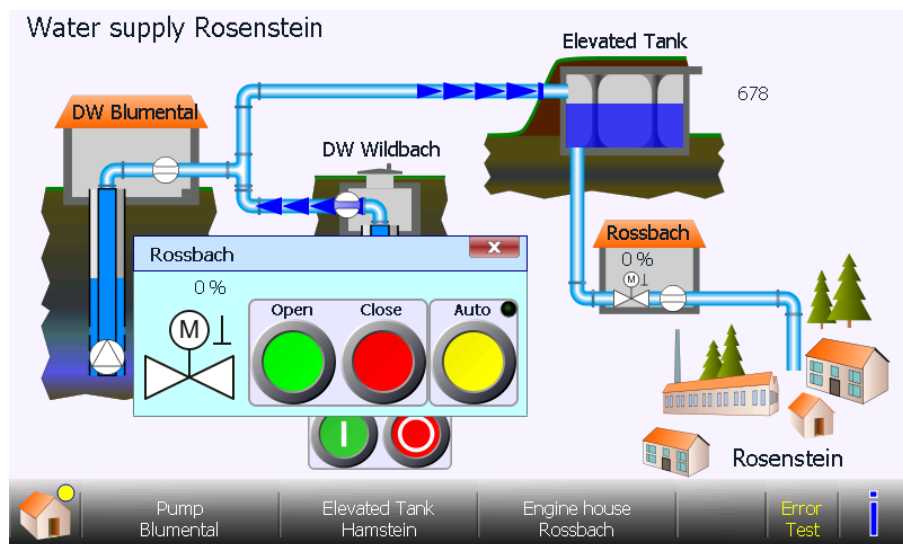 Water supply Rosenstein
Elevated Tank
678
DW Blumental
DW Wildbach
Rossbach
0 %
M
Rossbach
0 %
M
Open
Close
Auto
Rosenstein
Pump
Blumental
Elevated Tank
Hamstein
Engine house
Rossbach
Error
Test
i